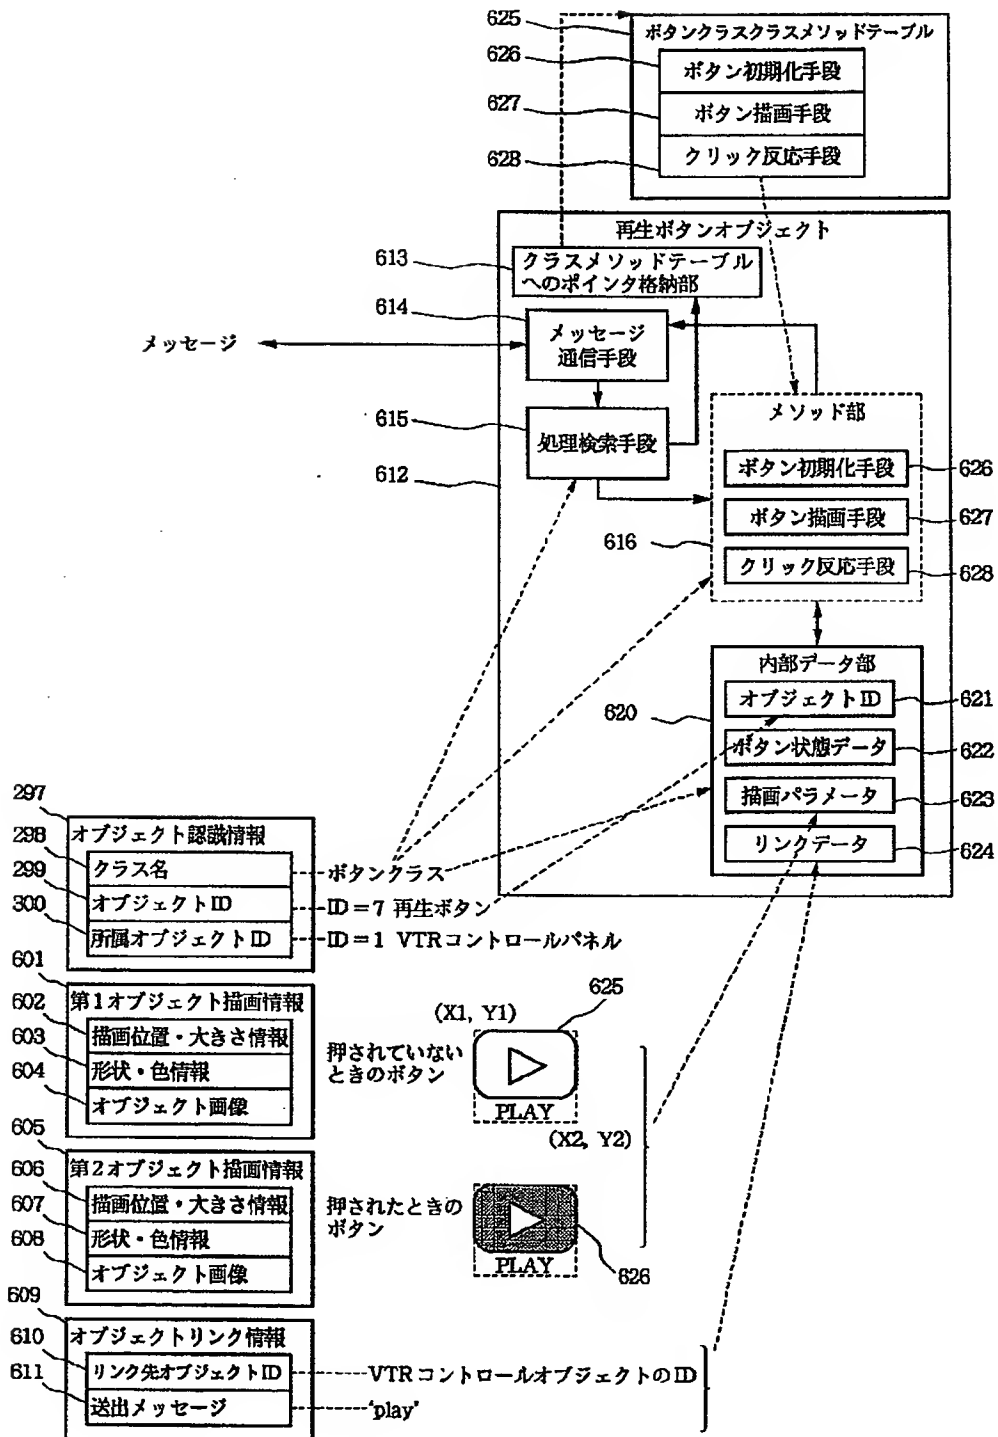 625
ボタンクラスクラスメソッドテーブル
626
ボタン初期化手段
627
ボタン描画手段
628
クリック反応手段
再生ボタンオブジェクト
613
クラスメソッドテーブル
へのポインタ格納部
614
メッセージ
メッセージ
通信手段
615
処理検索手段
612
メソッド部
ボタン初期化手段
626
ボタン描画手段
627
616
クリック反応手段
628
内部データ部
620
オブジェクトID
621
ボタン状態データ
622
描画パラメータ
623
リンクデータ
624
297
オブジェクト認識情報
298
クラス名
ボタンクラス
299
オブジェクトID
ID=7 再生ボタン
300
所属オブジェクトID
ID=1 VTRコントロールパネル
601
第1オブジェクト描画情報
602
描画位置・大きさ情報
603
形状・色情報
604
オブジェクト画像
押されていない
ときのボタン
(X1, Y1)
625
PLAY
(X2, Y2)
605
第2オブジェクト描画情報
606
描画位置・大きさ情報
607
形状・色情報
608
オブジェクト画像
押されたときの
ボタン
PLAY
626
609
オブジェクトリンク情報
610
リンク先オブジェクトID
VTRコントロールオブジェクトのID
611
送出メッセージ
'play'